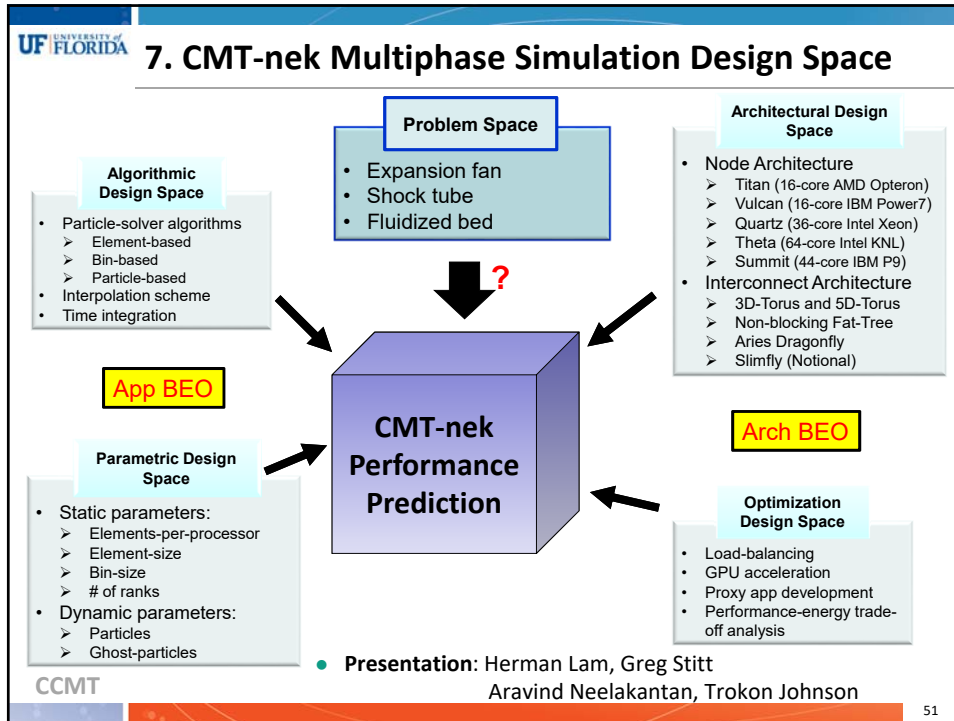 UF UNIVERSITY of FLORIDA
7. CMT-nek Multiphase Simulation Design Space
Problem Space
• Expansion fan
• Shock tube
• Fluidized bed
?
Algorithmic
Design Space
• Particle-solver algorithms
➢ Element-based
➢ Bin-based
➢ Particle-based
• Interpolation scheme
• Time integration
Architectural Design
Space
• Node Architecture
➢ Titan (16-core AMD Opteron)
➢ Vulcan (16-core IBM Power7)
➢ Quartz (36-core Intel Xeon)
➢ Theta (64-core Intel KNL)
➢ Summit (44-core IBM P9)
• Interconnect Architecture
➢ 3D-Torus and 5D-Torus
➢ Non-blocking Fat-Tree
➢ Aries Dragonfly
➢ Slimfly (Notional)
App BEO
CMT-nek
Performance
Prediction
Arch BEO
Parametric Design
Space
• Static parameters:
➢ Elements-per-processor
➢ Element-size
➢ Bin-size
➢ # of ranks
• Dynamic parameters:
➢ Particles
➢ Ghost-particles
Optimization
Design Space
• Load-balancing
• GPU acceleration
• Proxy app development
• Performance-energy trade-
off analysis
• Presentation: Herman Lam, Greg Stitt
Aravind Neelakantan, Trokon Johnson
CCMT
51